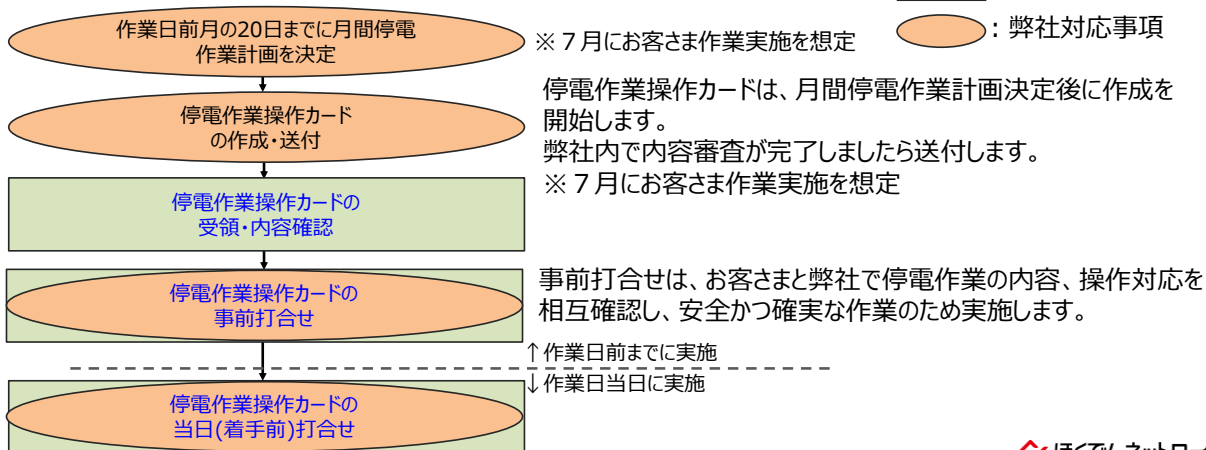 作業日前月の20日までに月間停電
作業計画を決定
※７月にお客さま作業実施を想定
：弊社対応事項
停電作業操作カード
の作成・送付
停電作業操作カードは、月間停電作業計画決定後に作成を
開始します。
弊社内で内容審査が完了しましたら送付します。
※７月にお客さま作業実施を想定
停電作業操作カードの
受領・内容確認
停電作業操作カードの
事前打合せ
事前打合せは、お客さまと弊社で停電作業の内容、操作対応を
相互確認し、安全かつ確実な作業のため実施します。
↑作業日前までに実施
↓作業日当日に実施
停電作業操作カードの
当日(着手前)打合せ